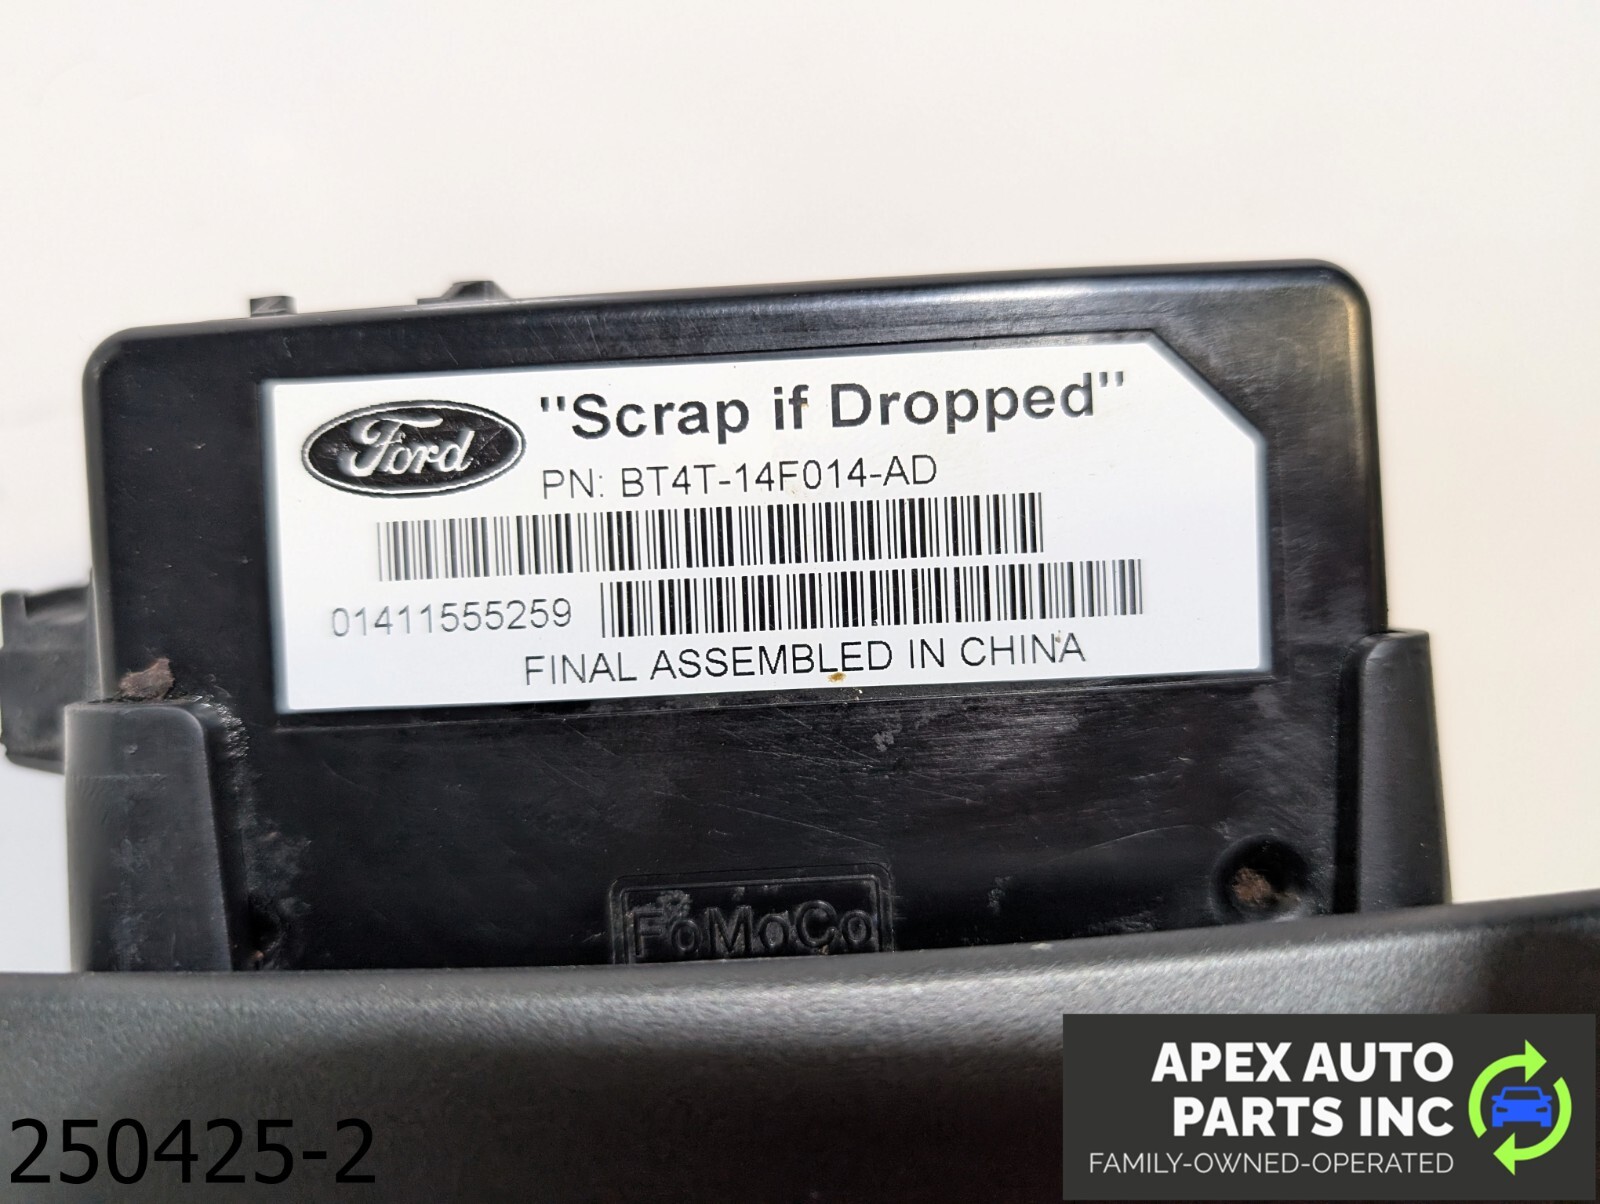 Ford
"Scrap if Dropped"
PN: BT4T-14F014-AD
01411555259
FINAL ASSEMBLED IN CHINA
FoMoCo
APEX AUTO
PARTS INC
FAMILY-OWNED-OPERATED
250425-2